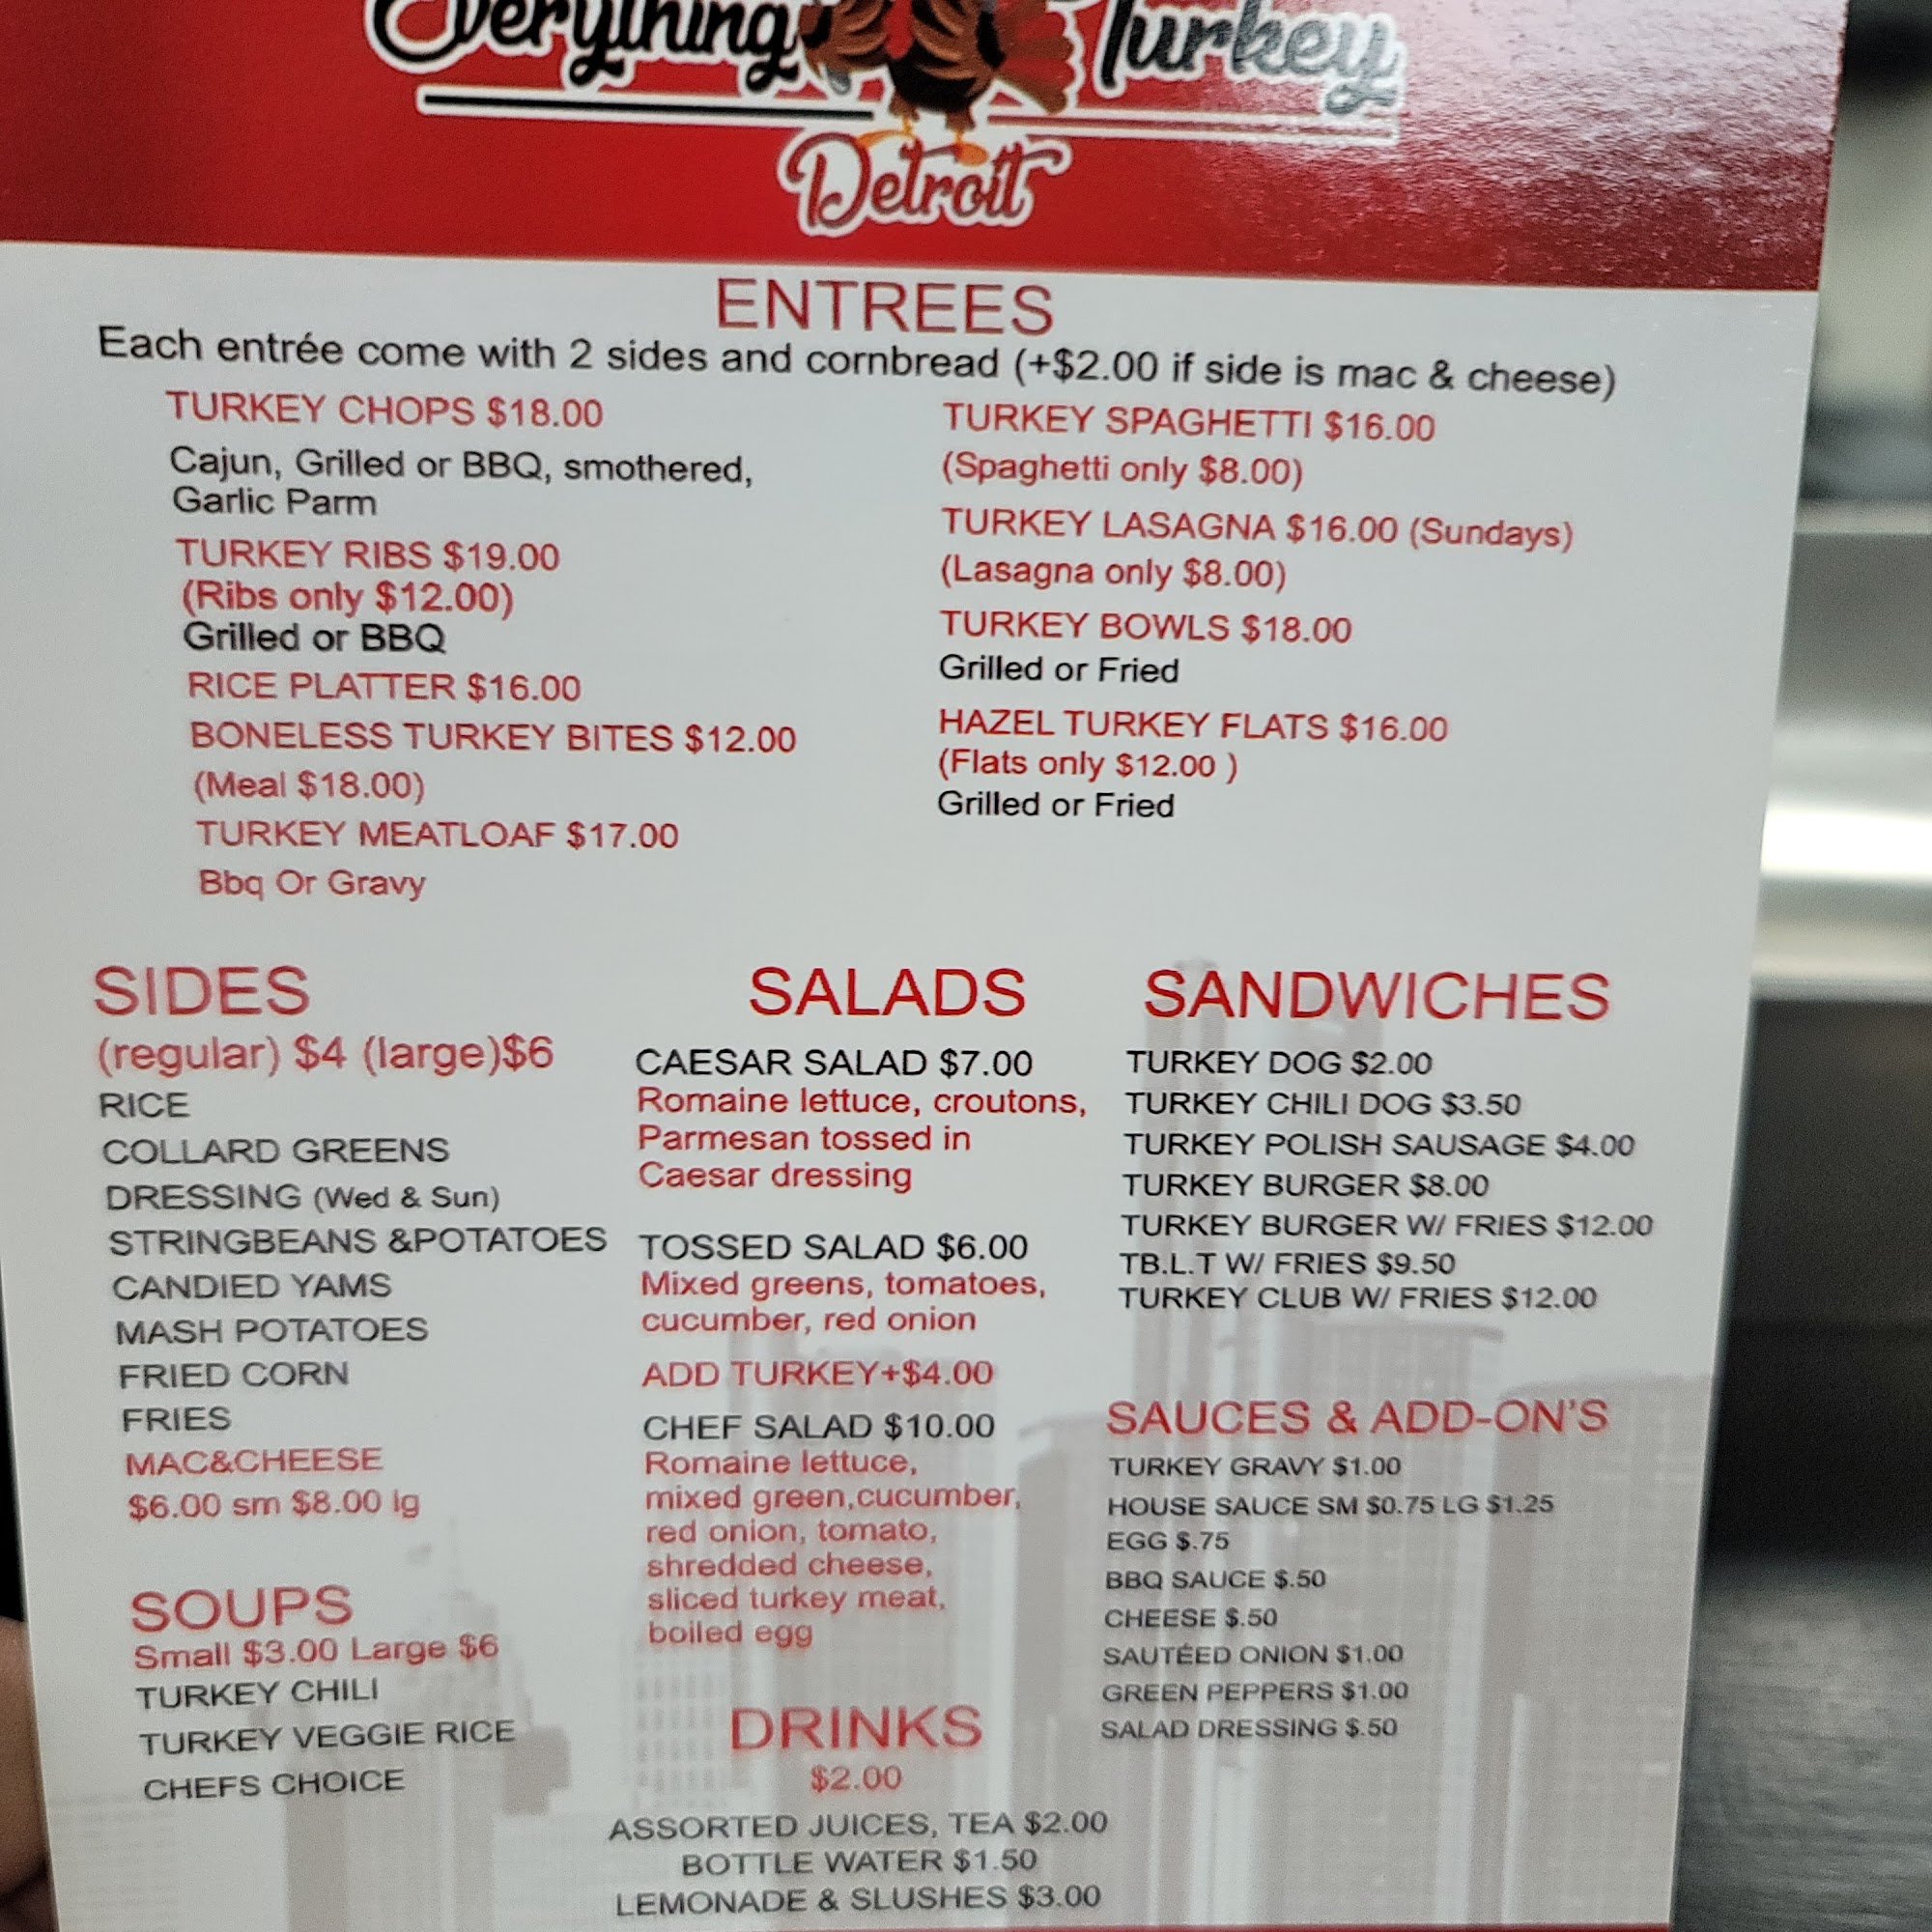 Everything Turkey
Detroit
ENTREES
Each entrée come with 2 sides and cornbread (+$2.00 if side is mac & cheese)
TURKEY CHOPS $18.00
Cajun, Grilled or BBQ, smothered,
Garlic Parm
TURKEY RIBS $19.00
(Ribs only $12.00)
Grilled or BBQ
RICE PLATTER $16.00
BONELESS TURKEY BITES $12.00
(Meal $18.00)
TURKEY MEATLOAF $17.00
Bbq Or Gravy
TURKEY SPAGHETTI $16.00
(Spaghetti only $8.00)
TURKEY LASAGNA $16.00 (Sundays)
(Lasagna only $8.00)
TURKEY BOWLS $18.00
Grilled or Fried
HAZEL TURKEY FLATS $16.00
(Flats only $12.00 )
Grilled or Fried
SIDES
(regular) $4 (large)$6
RICE
COLLARD GREENS
DRESSING (Wed & Sun)
STRINGBEANS &POTATOES
CANDIED YAMS
MASH POTATOES
FRIED CORN
FRIES
MAC&CHEESE
$6.00 sm $8.00 lg
SOUPS
Small $3.00 Large $6
TURKEY CHILI
TURKEY VEGGIE RICE
CHEFS CHOICE
SALADS
CAESAR SALAD $7.00
Romaine lettuce, croutons,
Parmesan tossed in
Caesar dressing
TOSSED SALAD $6.00
Mixed greens, tomatoes,
cucumber, red onion
ADD TURKEY+$4.00
CHEF SALAD $10.00
Romaine lettuce,
mixed green,cucumber,
red onion, tomato,
shredded cheese,
sliced turkey meat,
boiled egg
DRINKS
$2.00
ASSORTED JUICES, TEA $2.00
BOTTLE WATER $1.50
LEMONADE & SLUSHES $3.00
SANDWICHES
TURKEY DOG $2.00
TURKEY CHILI DOG $3.50
TURKEY POLISH SAUSAGE $4.00
TURKEY BURGER $8.00
TURKEY BURGER W/ FRIES $12.00
TB.L.T W/ FRIES $9.50
TURKEY CLUB W/ FRIES $12.00
SAUCES & ADD-ON'S
TURKEY GRAVY $1.00
HOUSE SAUCE SM $0.75 LG $1.25
EGG $.75
BBQ SAUCE $.50
CHEESE $.50
SAUTÉED ONION $1.00
GREEN PEPPERS $1.00
SALAD DRESSING $.50